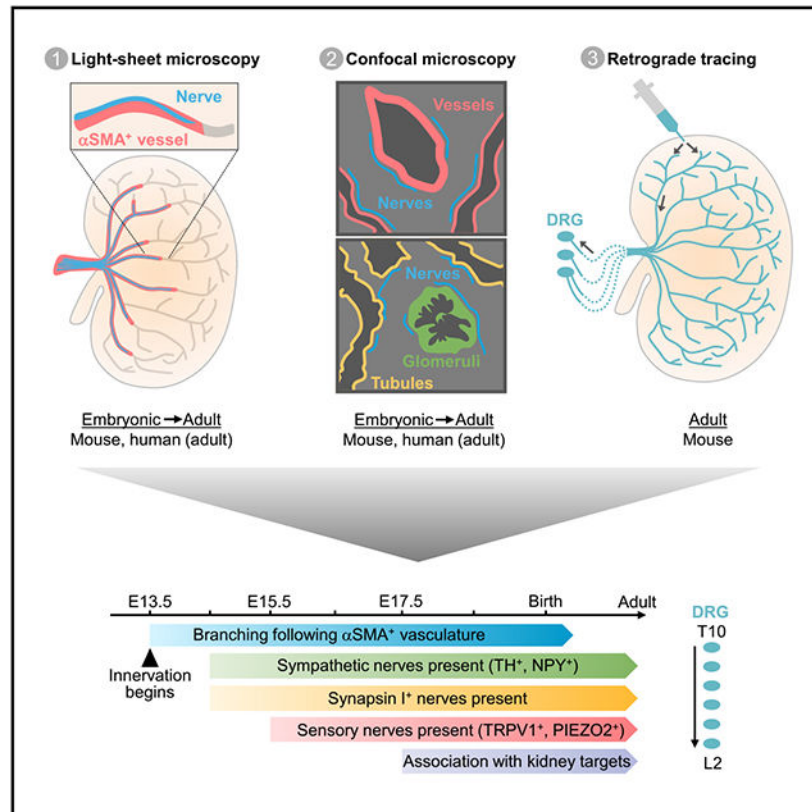 1 Light-sheet microscopy
Nerve
αSMA⁺ vessel
Embryonic→Adult
Mouse, human (adult)
2 Confocal microscopy
Vessels
Nerves
Nerves
Glomeruli
Tubules
Embryonic→Adult
Mouse, human (adult)
3 Retrograde tracing
DRG
Adult
Mouse
E13.5 E15.5 E17.5 Birth Adult
Branching following αSMA⁺ vasculature
Innervation
begins
Sympathetic nerves present (TH⁺, NPY⁺)
Synapsin I⁺ nerves present
Sensory nerves present (TRPV1⁺, PIEZO2⁺)
Association with kidney targets
DRG
T10
L2